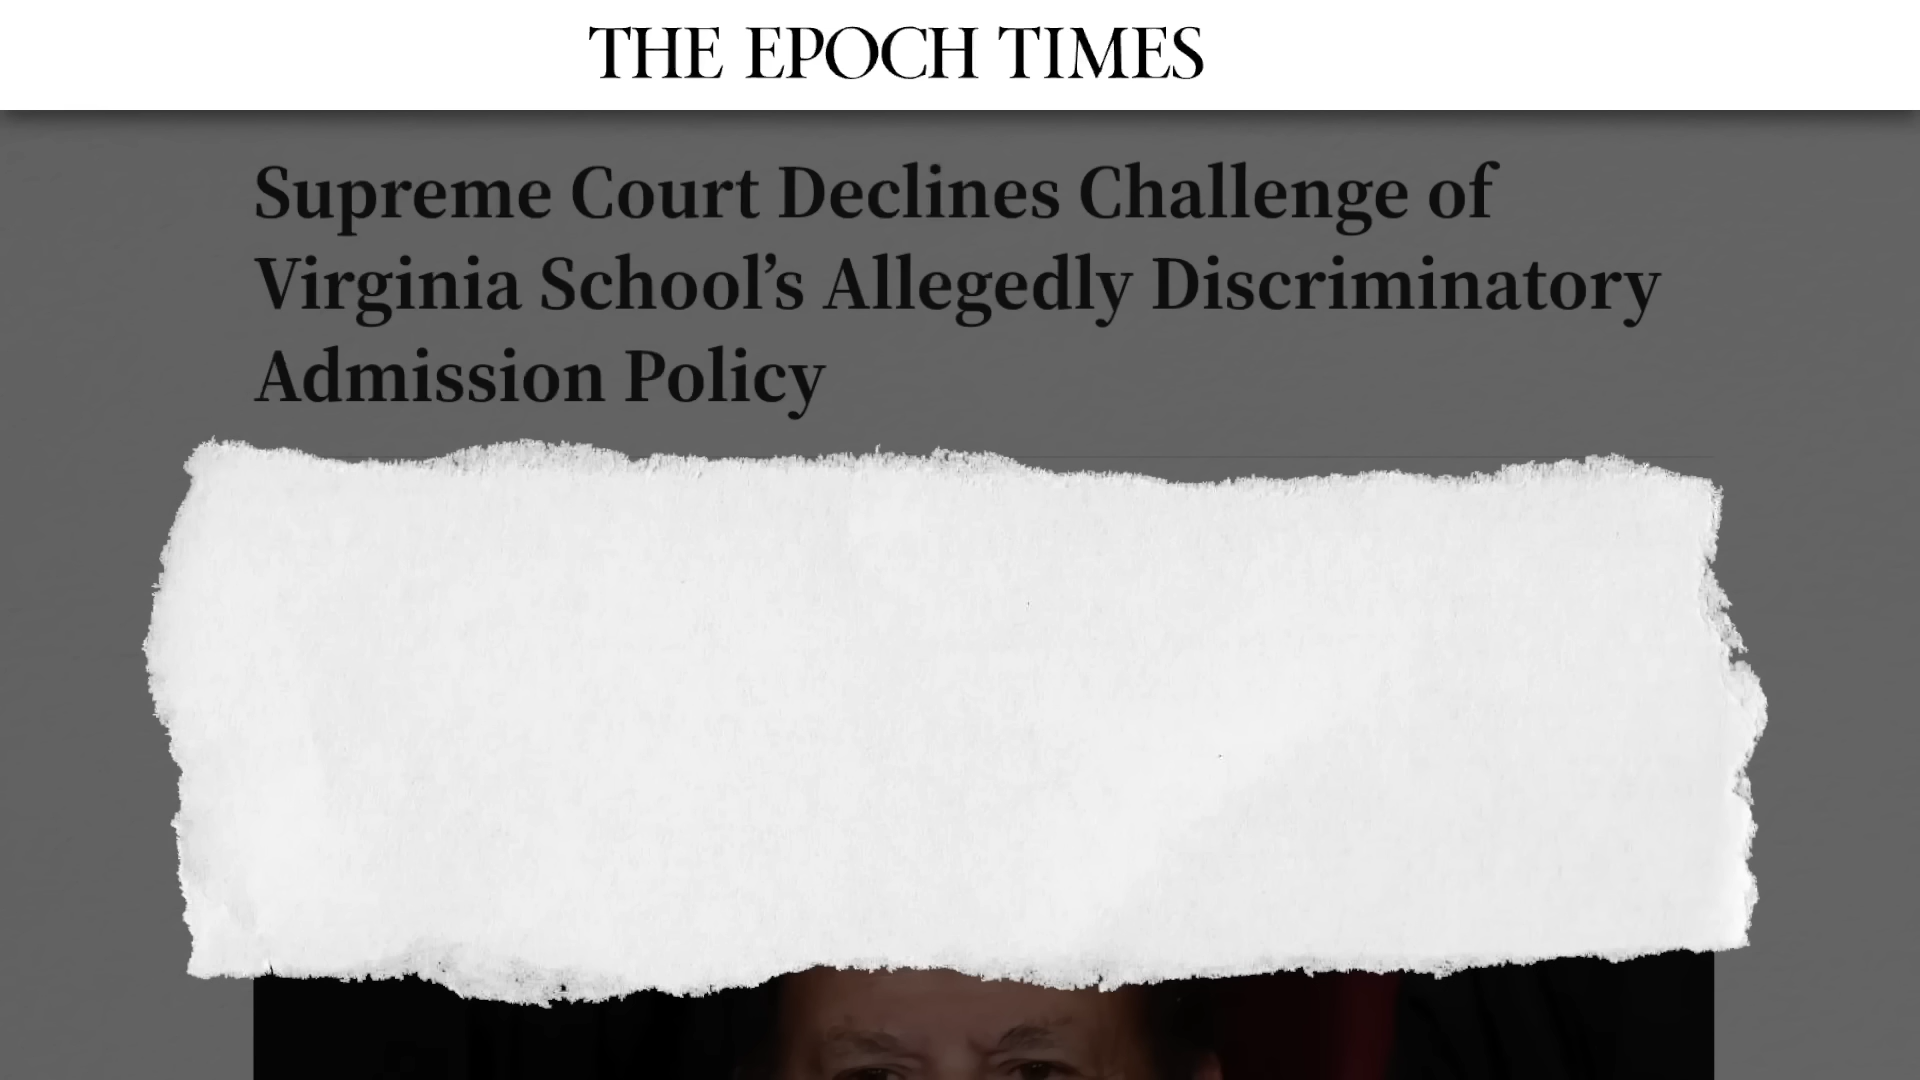 THE EPOCH TIMES
Supreme Court Declines Challenge of
Virginia School’s Allegedly Discriminatory
Admission Policy